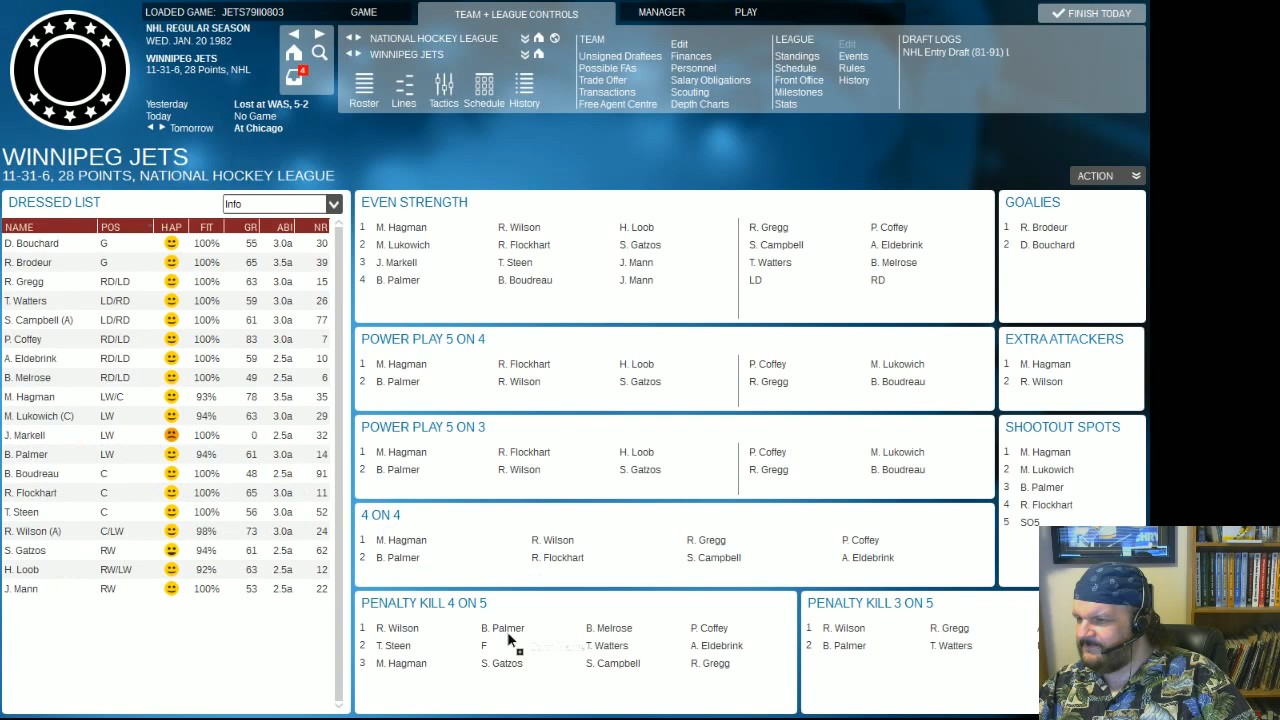 LOADED GAME: JETS79II0803
GAME
TEAM + LEAGUE CONTROLS
MANAGER
PLAY
FINISH TODAY
NHL REGULAR SEASON
WED. JAN. 20 1982
WINNIPEG JETS
11-31-6, 28 POINTS, NHL
Yesterday Lost at WAS, 5-2
Today No Game
Tomorrow At Chicago
4
NATIONAL HOCKEY LEAGUE
WINNIPEG JETS
Roster Lines Tactics Schedule History
TEAM
Unsigned Draftees
Possible FAs
Trade Offer
Transactions
Free Agent Centre
Edit
Finances
Personnel
Salary Obligations
Scouting
Depth Charts
LEAGUE
Standings
Schedule
Front Office
Milestones
Stats
Edit
Events
Rules
History
DRAFT LOGS
NHL Entry Draft (81-91) l
WINNIPEG JETS
11-31-6, 28 POINTS, NATIONAL HOCKEY LEAGUE
ACTION
DRESSED LIST
Info
NAME POS HAP FIT GR ABI NR
D. Bouchard G 100% 55 3.0a 30
R. Brodeur G 100% 65 3.5a 39
R. Gregg RD/LD 100% 63 3.0a 15
T. Watters LD/RD 100% 59 3.0a 26
S. Campbell (A) LD/RD 100% 61 3.0a 77
P. Coffey RD/LD 100% 83 3.0a 7
A. Eldebrink RD/LD 100% 59 2.5a 10
B. Melrose RD/LD 100% 49 2.5a 6
M. Hagman LW/C 93% 78 3.5a 35
M. Lukowich (C) LW 94% 63 3.0a 29
J. Markell LW 100% 0 2.5a 32
B. Palmer LW 94% 61 3.0a 14
B. Boudreau C 100% 48 2.5a 91
R. Flockhart C 100% 65 3.0a 11
T. Steen C 100% 56 3.0a 52
R. Wilson (A) C/LW 98% 73 3.0a 24
S. Gatzos RW 94% 61 2.5a 62
H. Loob RW/LW 92% 63 2.5a 12
J. Mann RW 100% 53 2.5a 22
EVEN STRENGTH
1 M. Hagman R. Wilson H. Loob R. Gregg P. Coffey
2 M. Lukowich R. Flockhart S. Gatzos S. Campbell A. Eldebrink
3 J. Markell T. Steen J. Mann T. Watters B. Melrose
4 B. Palmer B. Boudreau J. Mann LD RD
POWER PLAY 5 ON 4
1 M. Hagman R. Flockhart H. Loob P. Coffey M. Lukowich
2 B. Palmer R. Wilson S. Gatzos R. Gregg B. Boudreau
POWER PLAY 5 ON 3
1 M. Hagman R. Flockhart H. Loob P. Coffey M. Lukowich
2 B. Palmer R. Wilson S. Gatzos R. Gregg B. Boudreau
4 ON 4
1 M. Hagman R. Wilson R. Gregg P. Coffey
2 B. Palmer R. Flockhart S. Campbell A. Eldebrink
PENALTY KILL 4 ON 5
1 R. Wilson B. Palmer B. Melrose P. Coffey
2 T. Steen F T. Watters A. Eldebrink
3 M. Hagman S. Gatzos S. Campbell R. Gregg
PENALTY KILL 3 ON 5
1 R. Wilson R. Gregg
2 B. Palmer T. Watters
GOALIES
1 R. Brodeur
2 D. Bouchard
EXTRA ATTACKERS
1 M. Hagman
2 R. Wilson
SHOOTOUT SPOTS
1 M. Hagman
2 M. Lukowich
3 B. Palmer
4 R. Flockhart
5 SO5